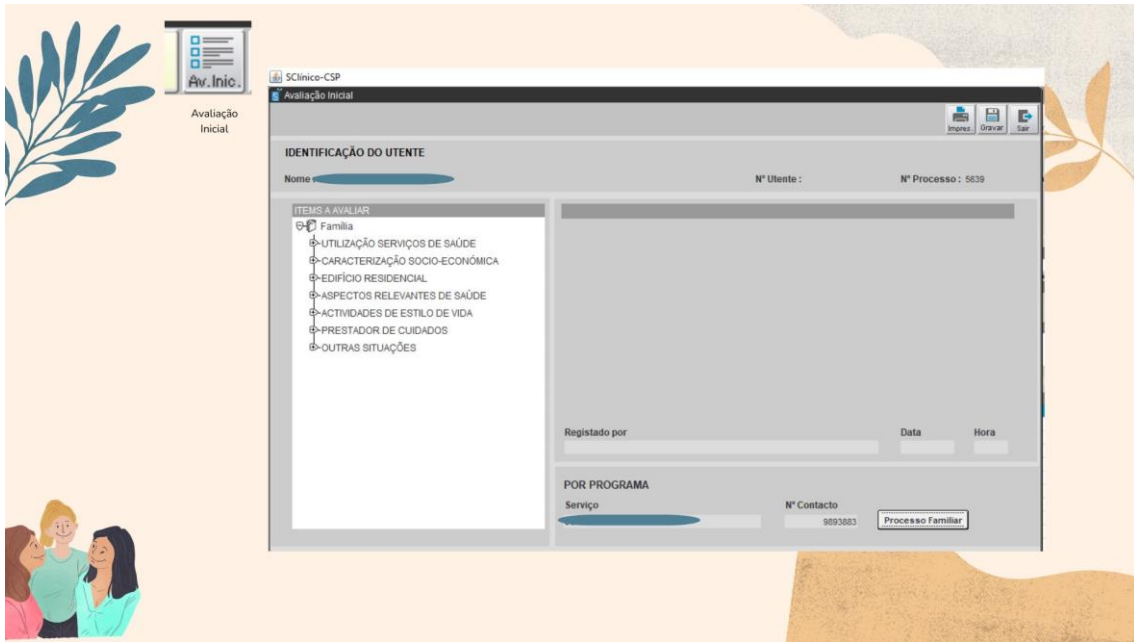 Av.Inic.
Avaliação
Inicial
SClínico-CSP
Avaliação Inicial
Impres. Gravar Sair
IDENTIFICAÇÃO DO UTENTE
Nome
Nº Utente :
Nº Processo : 5639
ITEMS A AVALIAR
Família
UTILIZAÇÃO SERVIÇOS DE SAÚDE
CARACTERIZAÇÃO SOCIO-ECONÓMICA
EDIFÍCIO RESIDENCIAL
ASPECTOS RELEVANTES DE SAÚDE
ACTIVIDADES DE ESTILO DE VIDA
PRESTADOR DE CUIDADOS
OUTRAS SITUAÇÕES
Registado por
Data
Hora
POR PROGRAMA
Serviço
Nº Contacto
9893883
Processo Familiar